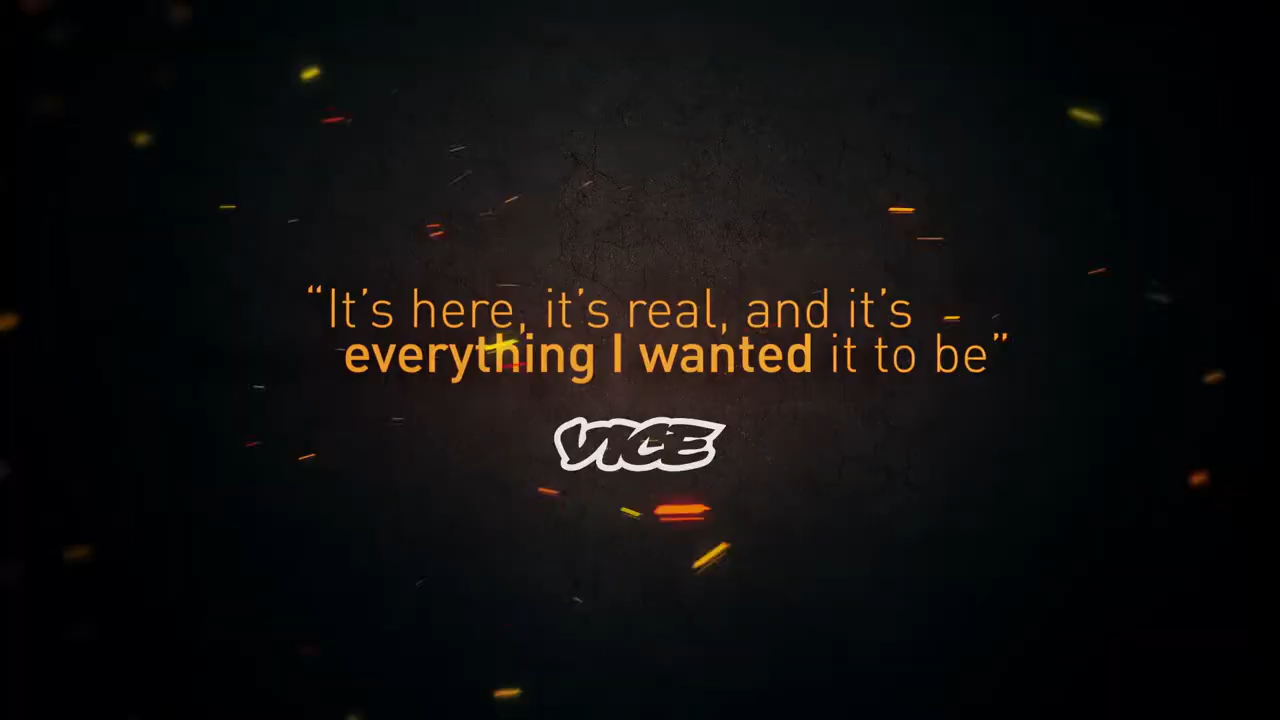 “It’s here, it’s real, and it’s
everything I wanted it to be”
VICE